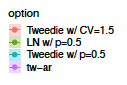 option
Tweedie w/ CV=1.5
LN w/ p=0.5
Tweedie w/ p=0.5
tw-ar